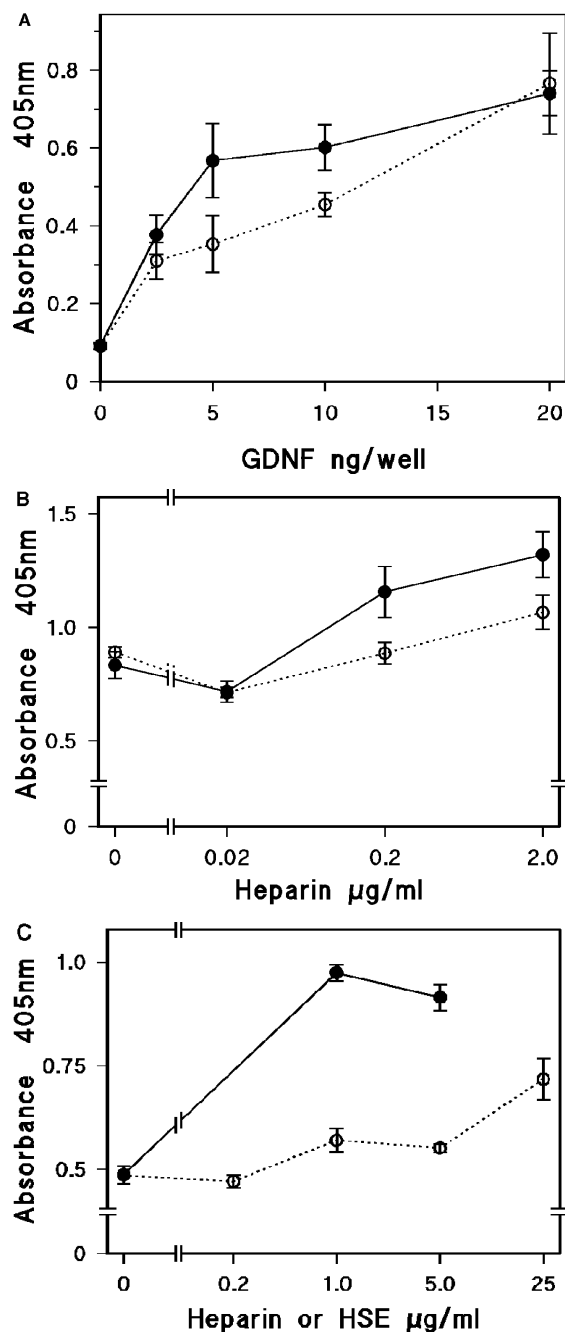 A
Absorbance 405nm
0.8
0.6
0.4
0.2
0
0 5 10 15 20
GDNF ng/well
B
Absorbance 405nm
1.5
1.0
0.5
0
0 0.02 0.2 2.0
Heparin µg/ml
C
Absorbance 405nm
1.0
0.75
0.5
0
0 0.2 1.0 5.0 25
Heparin or HSE µg/ml